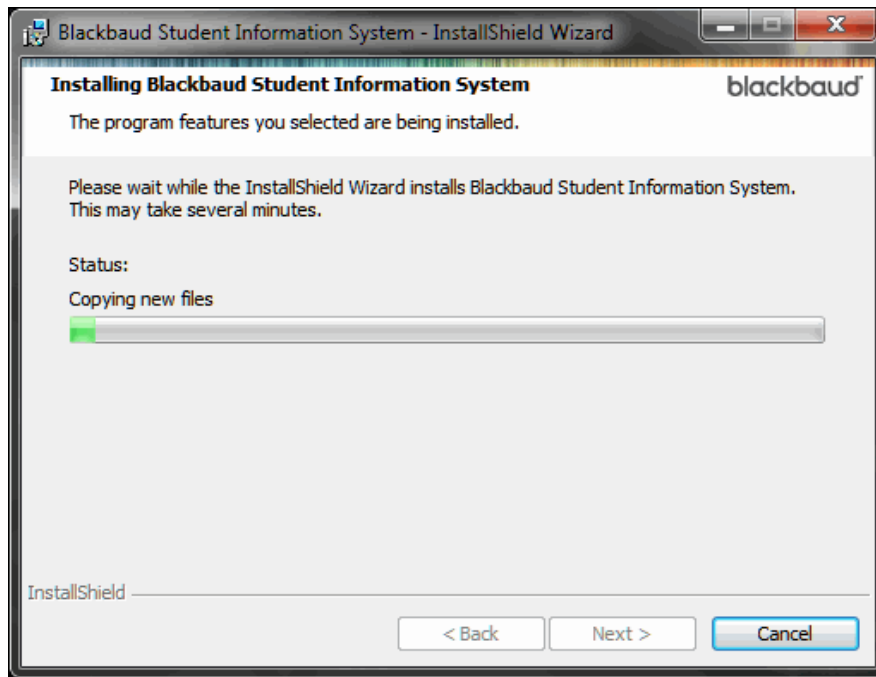 Blackbaud Student Information System - InstallShield Wizard
Installing Blackbaud Student Information System
blackbaud
The program features you selected are being installed.
Please wait while the InstallShield Wizard installs Blackbaud Student Information System.
This may take several minutes.
Status:
Copying new files
InstallShield
< Back
Next >
Cancel